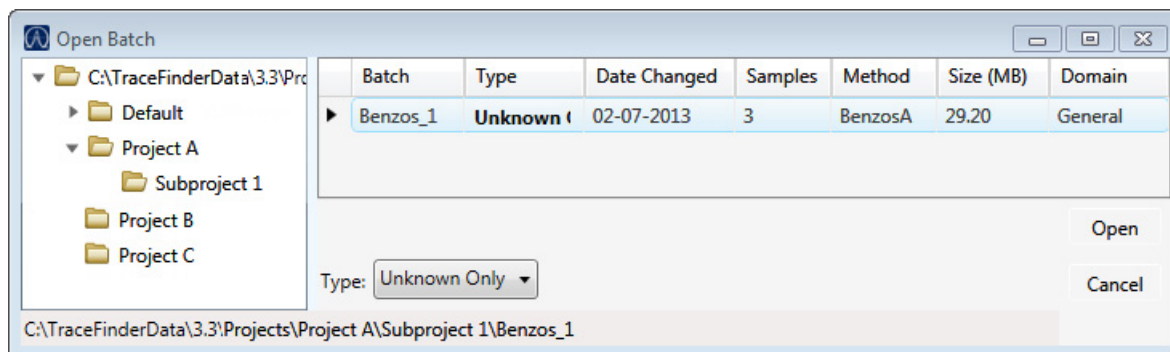 Open Batch
C:\TraceFinderData\3.3\Pro
Default
Project A
Subproject 1
Project B
Project C
Batch Type Date Changed Samples Method Size (MB) Domain
Benzos_1 Unknown ( 02-07-2013 3 BenzosA 29.20 General
Open
Type: Unknown Only
Cancel
C:\TraceFinderData\3.3\Projects\Project A\Subproject 1\Benzos_1